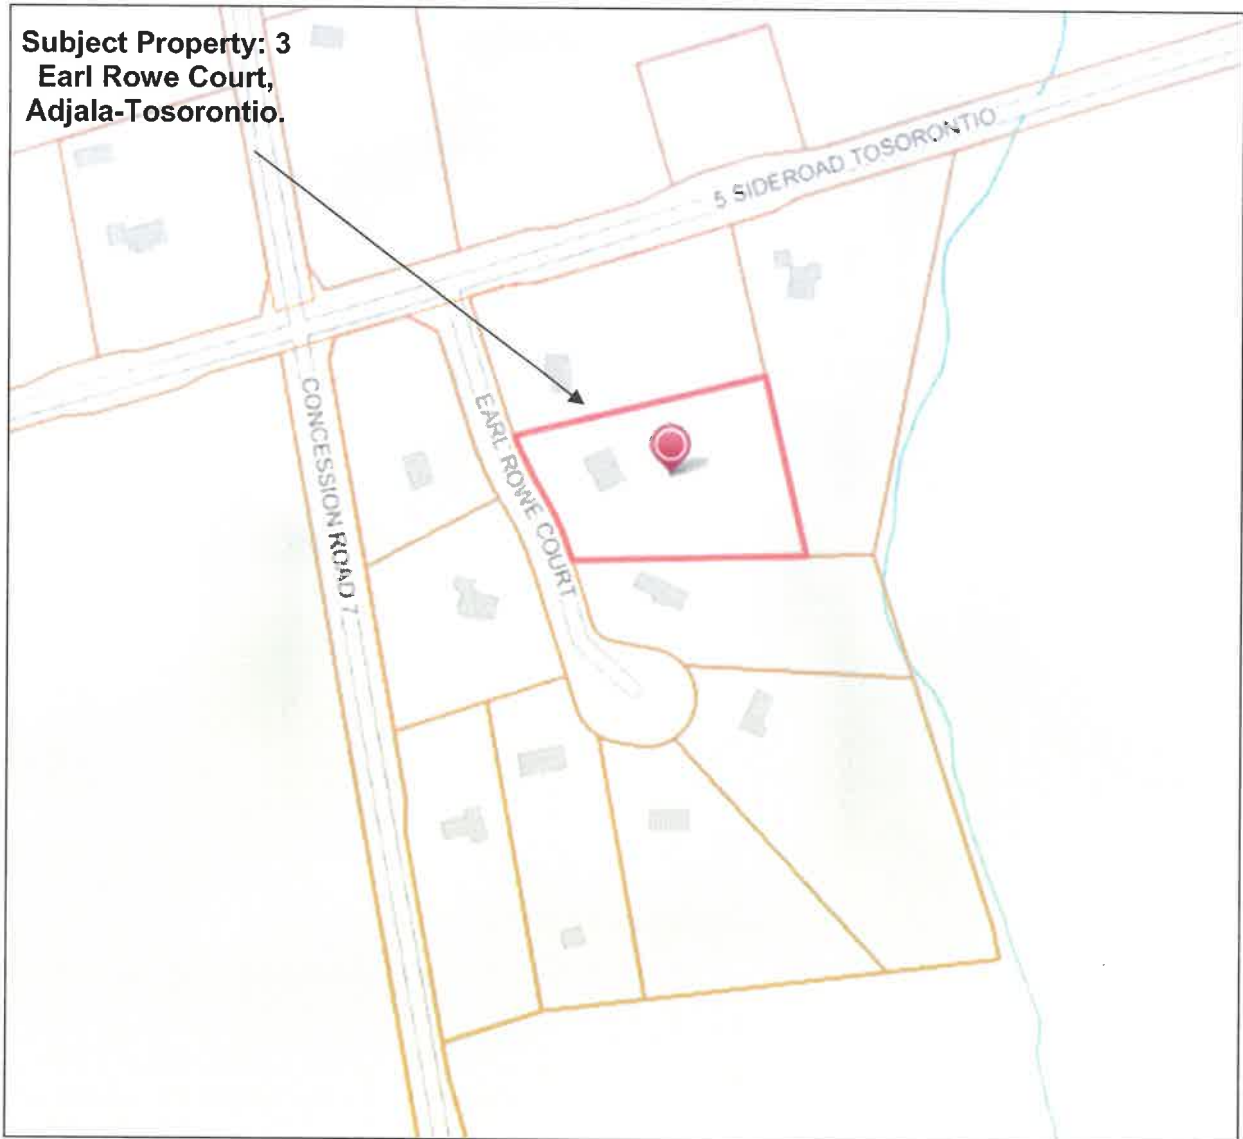 Subject Property: 3
Earl Rowe Court,
Adjala-Tosorontio.
5 SIDEROAD TOSORONTIO
EARL ROWE COURT
CONCESSION ROAD 7